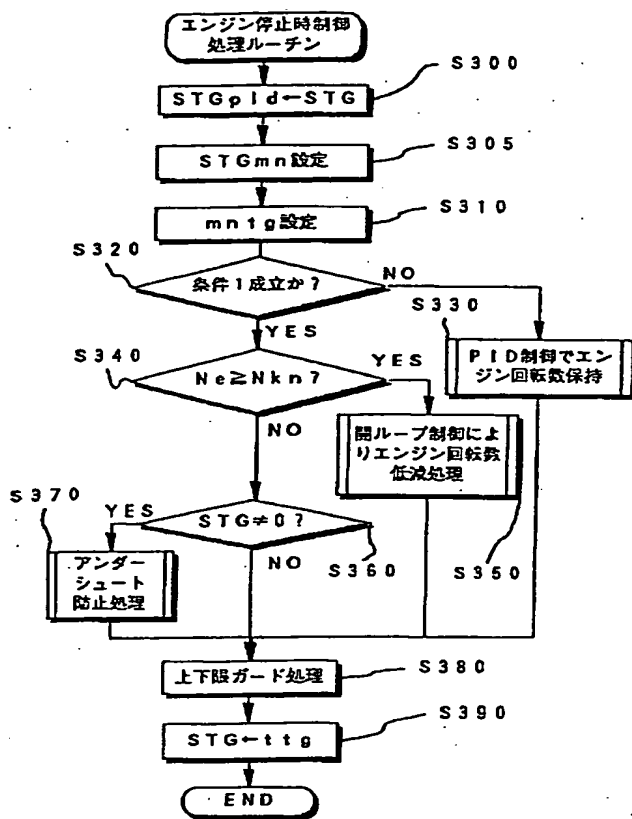 エンジン停止時制御
処理ルーチン
S300
STGpid←STG
S305
STGmn設定
S310
mntg設定
S320
条件1成立か?
NO
S330
YES
PID制御でエン
ジン回転数保持
S340
Ne≧Nkn?
YES
NO
開ループ制御によ
りエンジン回転数
低減処理
S350
S370
YES
STG≠0?
S360
NO
アンダー
シュート
防止処理
上下限ガード処理
S380
STG←ttg
S390
END